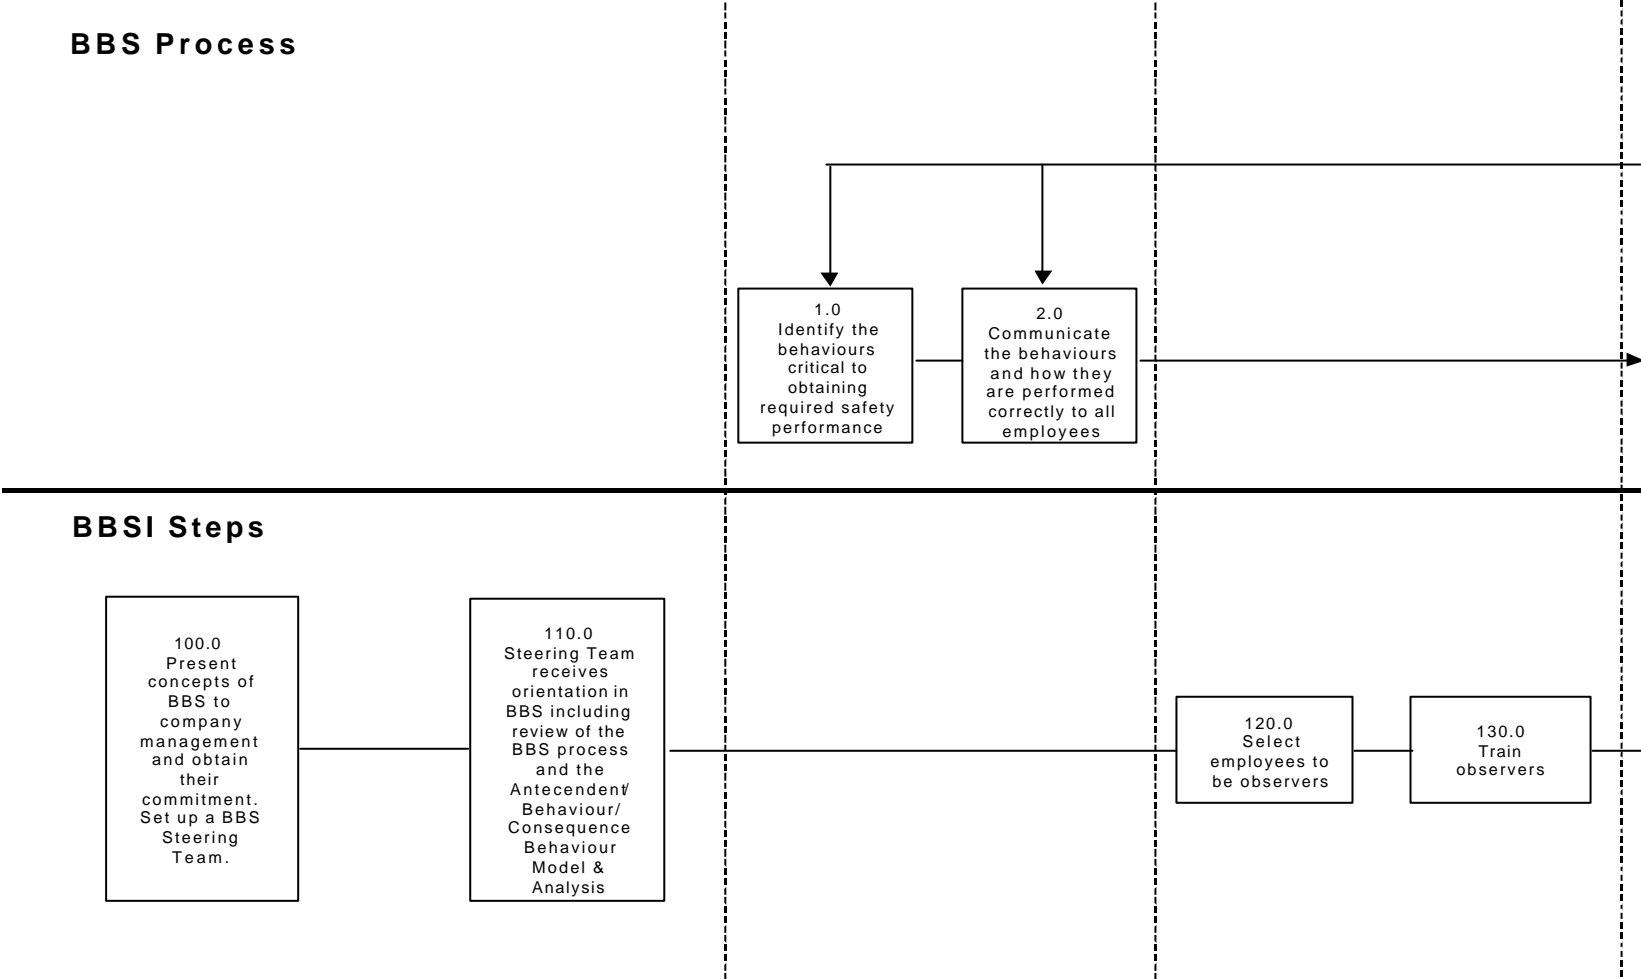 BBS Process
1.0
Identify the
behaviours
critical to
obtaining
required safety
performance
2.0
Communicate
the behaviours
and how they
are performed
correctly to all
employees
BBSI Steps
100.0
Present
concepts of
BBS to
company
management
and obtain
their
commitment.
Set up a BBS
Steering
Team.
110.0
Steering Team
receives
orientation in
BBS including
review of the
BBS process
and the
Antecendent/
Behaviour/
Consequence
Behaviour
Model &
Analysis
120.0
Select
employees to
be observers
130.0
Train
observers